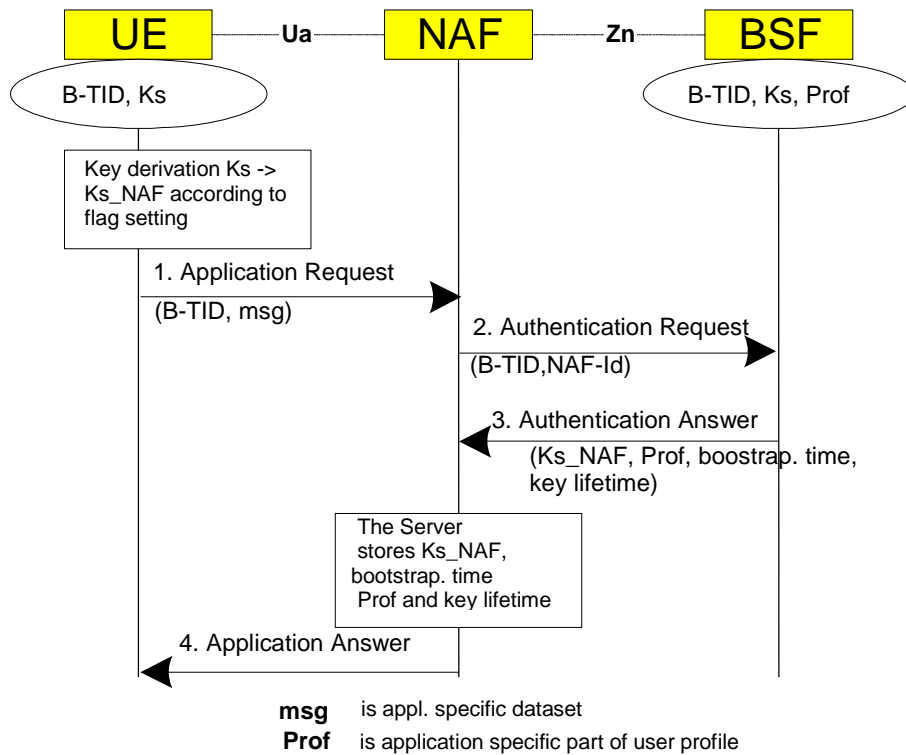 UE
Ua
NAF
Zn
BSF
B-TID, Ks
B-TID, Ks, Prof
Key derivation Ks ->
Ks_NAF according to
flag setting
1. Application Request
(B-TID, msg)
2. Authentication Request
(B-TID,NAF-Id)
3. Authentication Answer
(Ks_NAF, Prof, boostrap. time,
key lifetime)
The Server
stores Ks_NAF,
bootstrap. time
Prof and key lifetime
4. Application Answer
msg is appl. specific dataset
Prof is application specific part of user profile